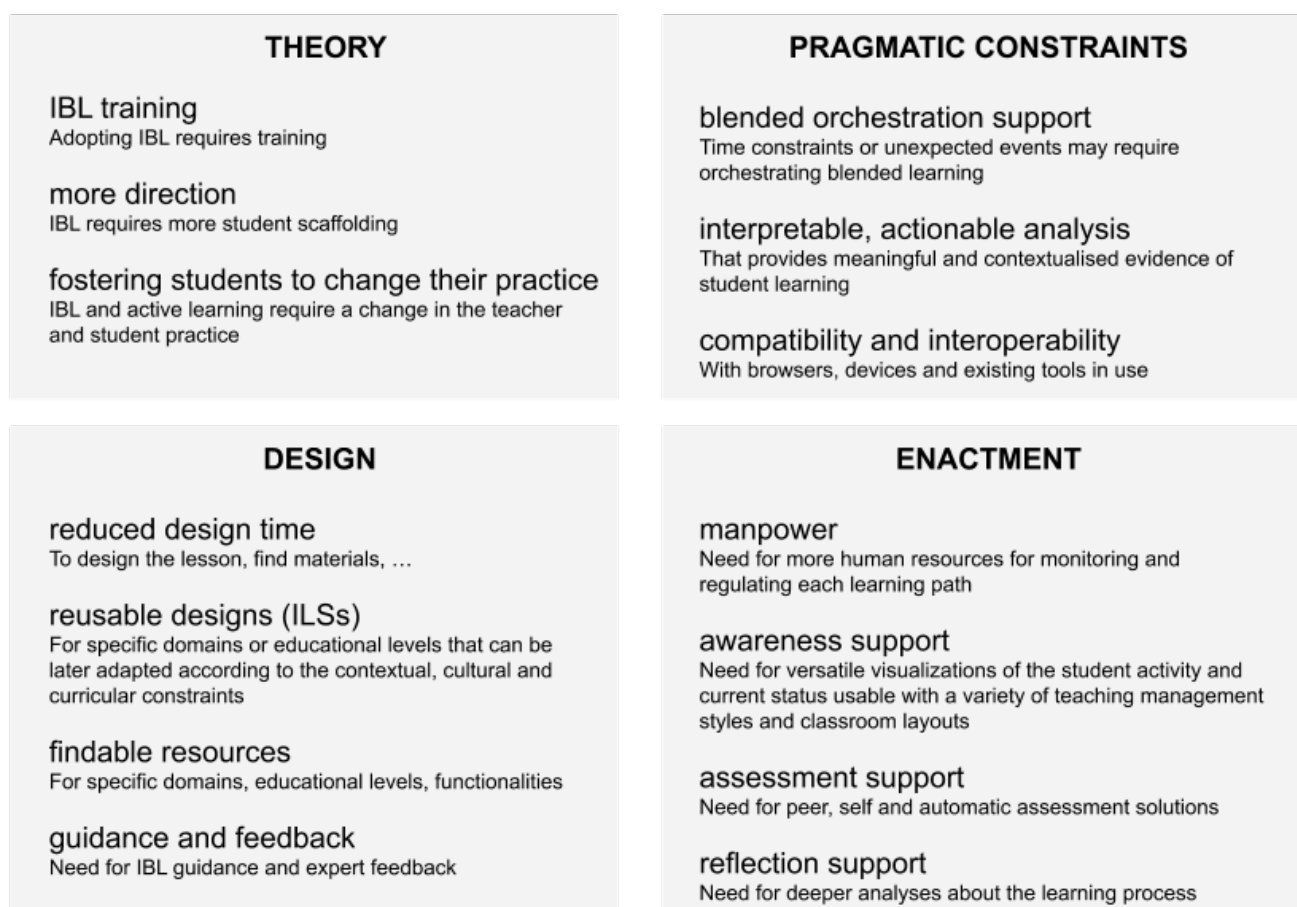 THEORY
IBL training
Adopting IBL requires training
more direction
IBL requires more student scaffolding
fostering students to change their practice
IBL and active learning require a change in the teacher
and student practice
PRAGMATIC CONSTRAINTS
blended orchestration support
Time constraints or unexpected events may require
orchestrating blended learning
interpretable, actionable analysis
That provides meaningful and contextualised evidence of
student learning
compatibility and interoperability
With browsers, devices and existing tools in use
DESIGN
reduced design time
To design the lesson, find materials, …
reusable designs (ILSs)
For specific domains or educational levels that can be
later adapted according to the contextual, cultural and
curricular constraints
findable resources
For specific domains, educational levels, functionalities
guidance and feedback
Need for IBL guidance and expert feedback
ENACTMENT
manpower
Need for more human resources for monitoring and
regulating each learning path
awareness support
Need for versatile visualizations of the student activity and
current status usable with a variety of teaching management
styles and classroom layouts
assessment support
Need for peer, self and automatic assessment solutions
reflection support
Need for deeper analyses about the learning process